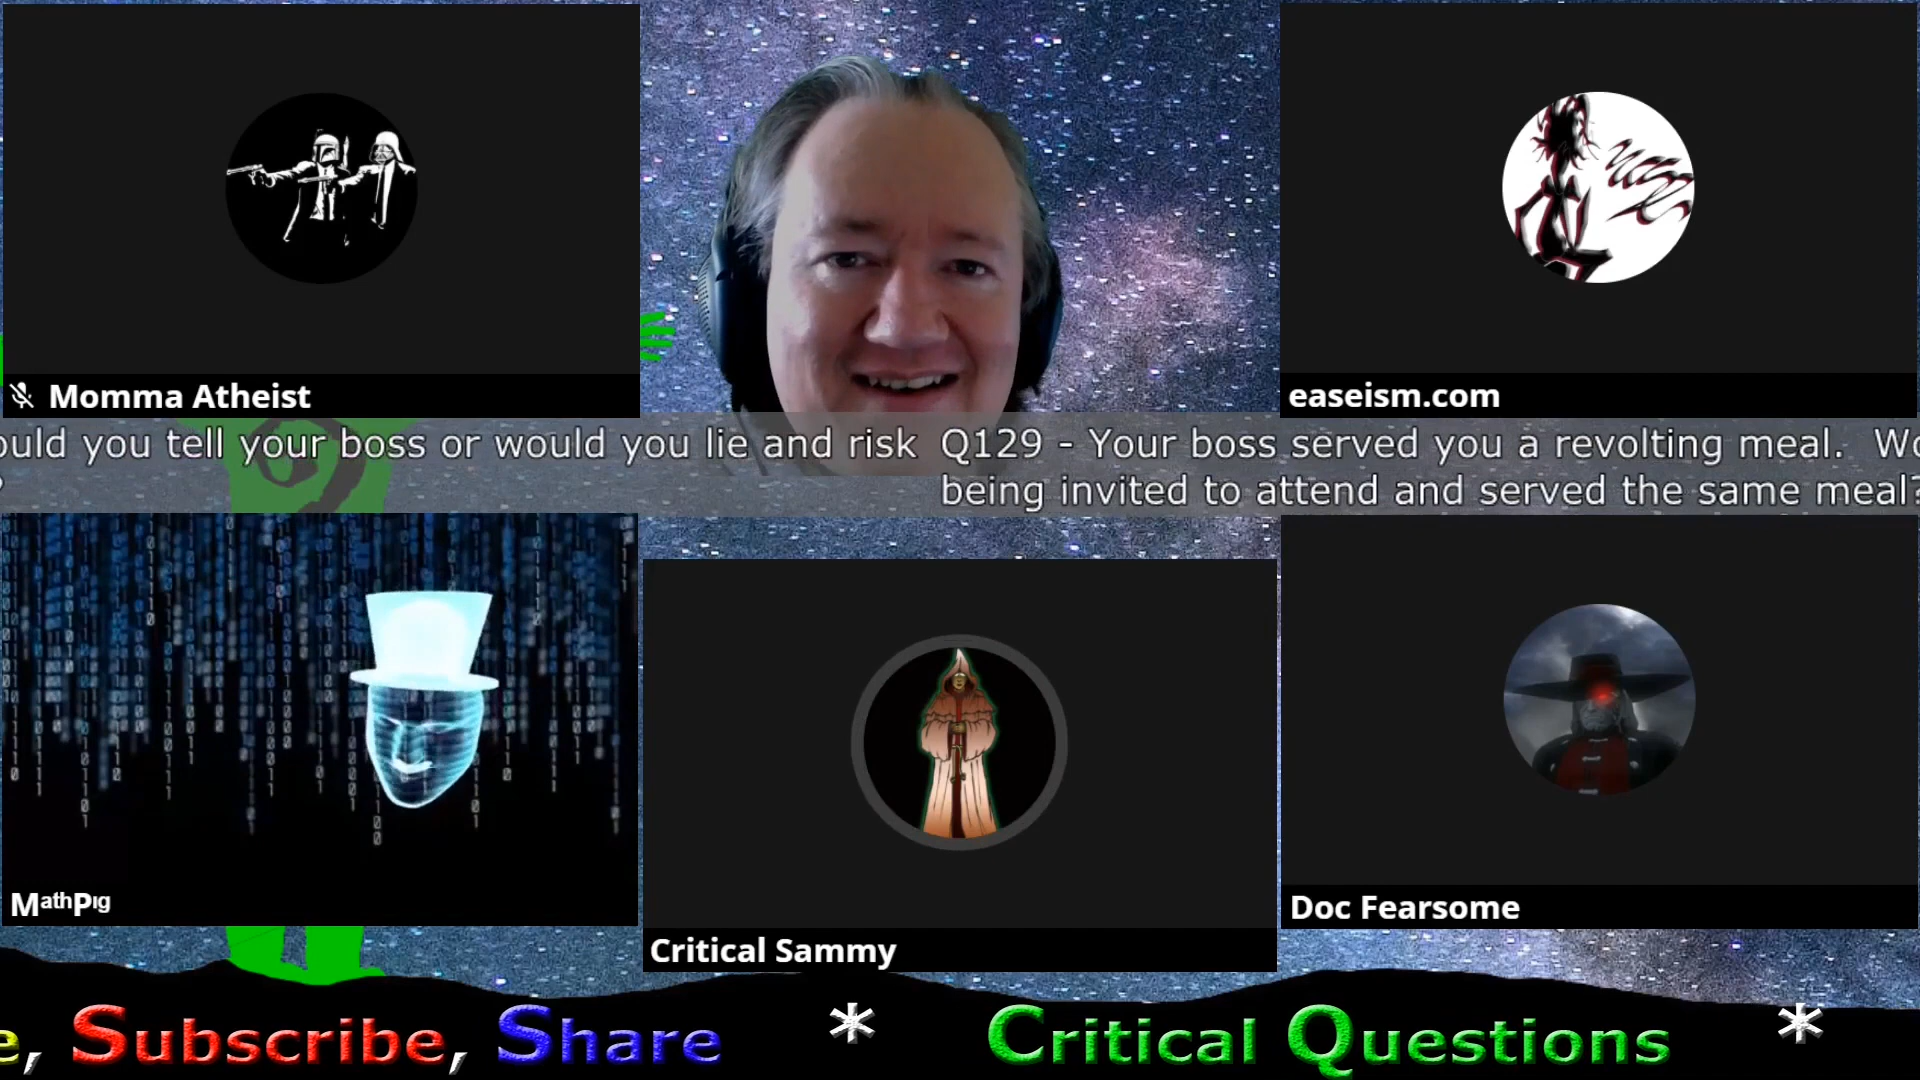 Momma Atheist
easeism.com
ould you tell your boss or would you lie and risk Q129 - Your boss served you a revolting meal. Wo
? being invited to attend and served the same meal?
MathPıg
Critical Sammy
Doc Fearsome
e, Subscribe, Share * Critical Questions *